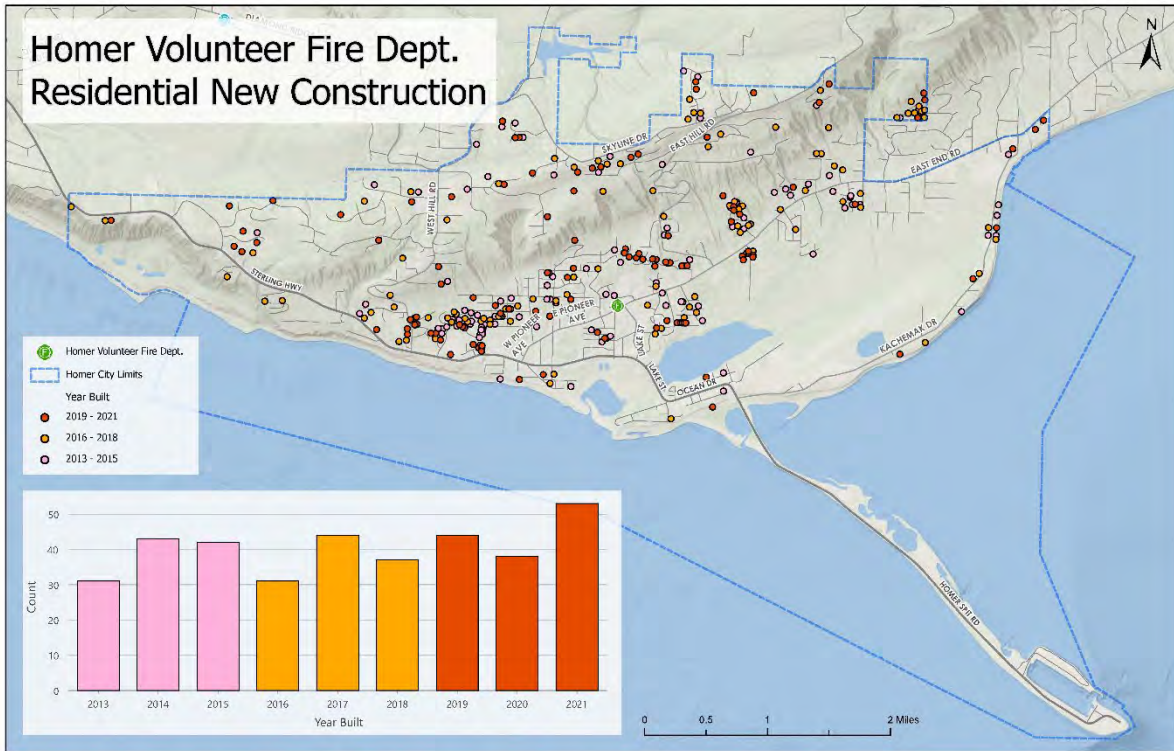 Homer Volunteer Fire Dept.
Residential New Construction
N
SKYLINE DR
EAST HILL RD
EAST END RD
WEST HILL RD
STERLING HWY
W PIONEER
AVE
E PIONEER
AVE
LAKE ST
LAKE ST
OCEAN DR
KACHEMAK DR
HOMER SPIT RD
Homer Volunteer Fire Dept.
Homer City Limits
Year Built
2019 - 2021
2016 - 2018
2013 - 2015
Count
50
40
30
20
10
0
2013 2014 2015 2016 2017 2018 2019 2020 2021
Year Built
0 0.5 1 2 Miles